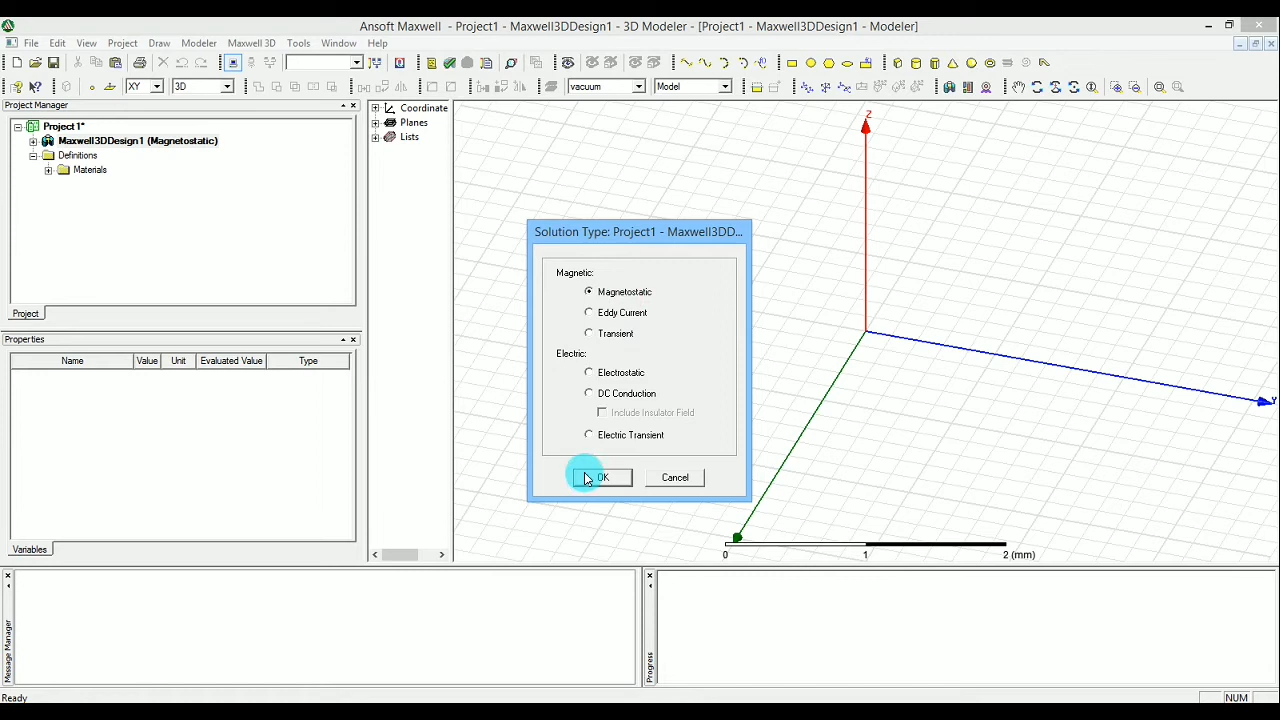 Ansoft Maxwell - Project1 - Maxwell3DDesign1 - 3D Modeler - [Project1 - Maxwell3DDesign1 - Modeler]
File Edit View Project Draw Modeler Maxwell 3D Tools Window Help
XY 3D vacuum Model
Project Manager
Project1*
Maxwell3DDesign1 (Magnetostatic)
Definitions
Materials
Project
Coordinate
Planes
Lists
Properties
Name Value Unit Evaluated Value Type
Variables
Z
Y
0 1 2 (mm)
Solution Type: Project1 - Maxwell3DD...
Magnetic:
Magnetostatic
Eddy Current
Transient
Electric:
Electrostatic
DC Conduction
Include Insulator Field
Electric Transient
OK Cancel
Message Manager
Progress
Ready NUM